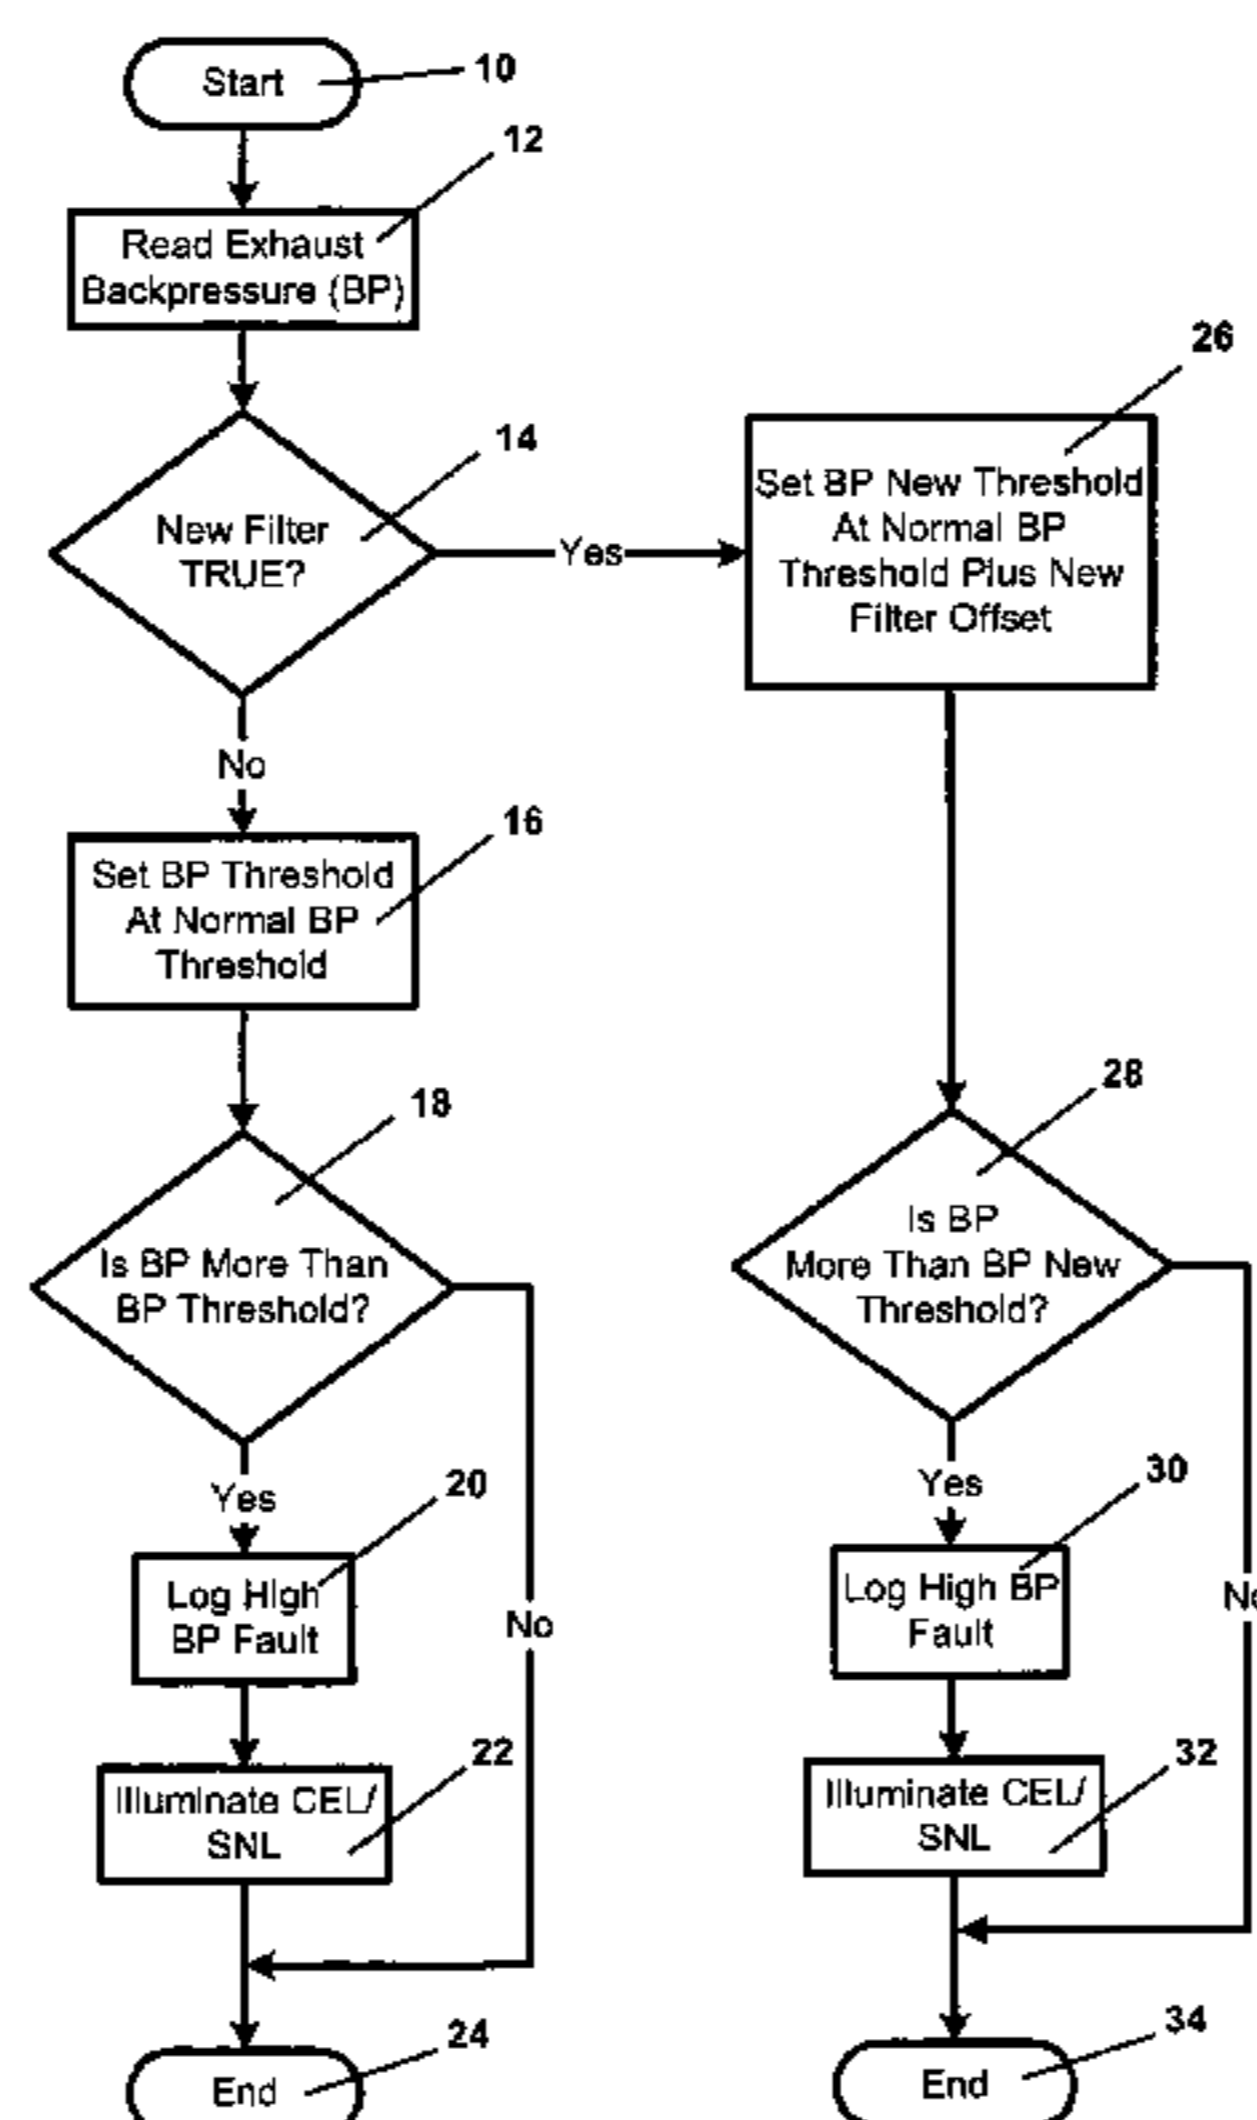 Start
10
12
Read Exhaust
Backpressure (BP)
14
New Filter
TRUE?
Yes
26
Set BP New Threshold
At Normal BP
Threshold Plus New
Filter Offset
No
16
Set BP Threshold
At Normal BP
Threshold
18
Is BP More Than
BP Threshold?
Yes
No
20
Log High
BP Fault
22
Illuminate CEL/
SNL
24
End
28
Is BP
More Than BP New
Threshold?
Yes
No
30
Log High BP
Fault
32
Illuminate CEL/
SNL
34
End